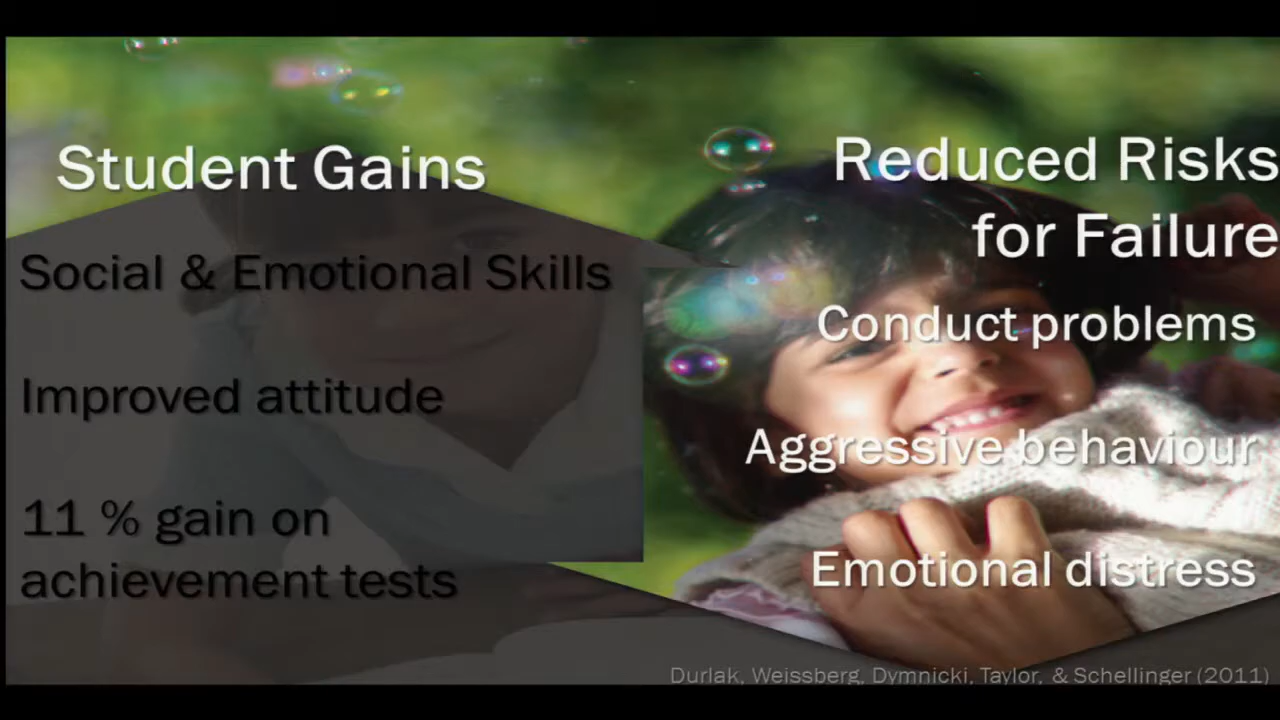 Student Gains
Social & Emotional Skills
Improved attitude
11 % gain on
achievement tests
Reduced Risks
for Failure
Conduct problems
Aggressive behaviour
Emotional distress
Durlak, Weissberg, Dymnicki, Taylor, & Schellinger (2011)